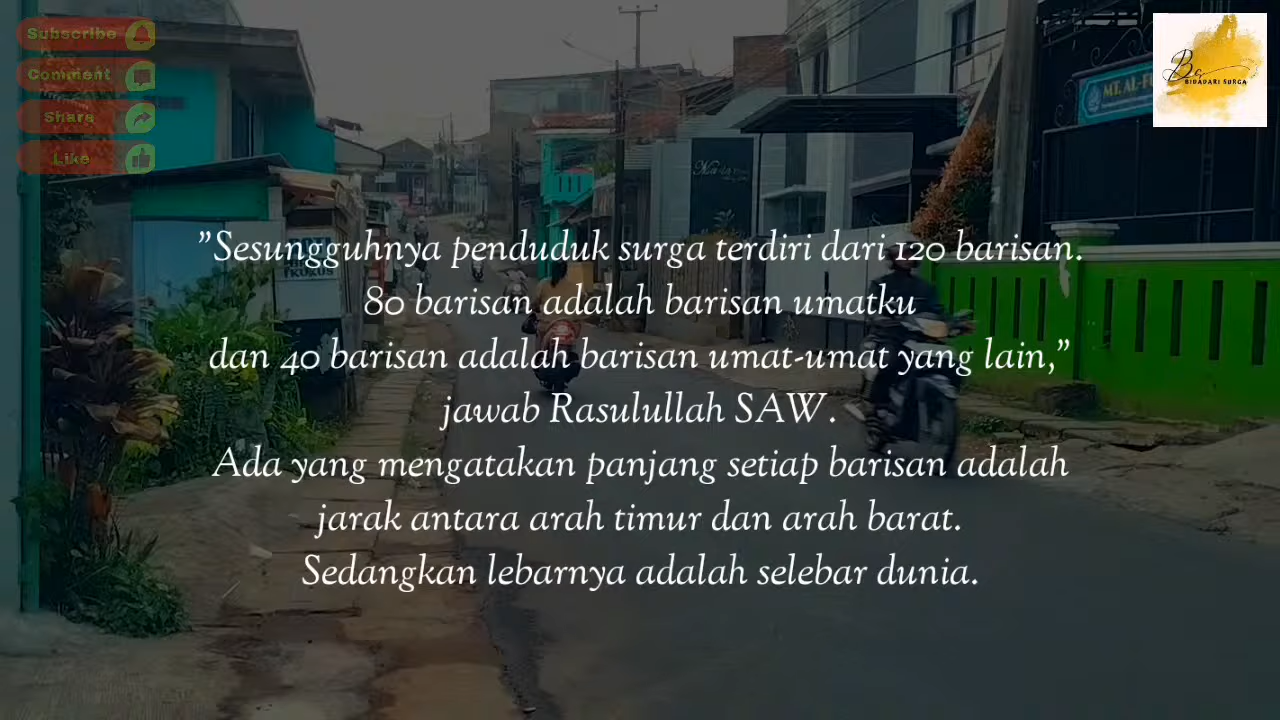 Subscribe
Comment
Share
Like
BIDADARI SURGA
MT. AL-F
"Sesungguhnya penduduk surga terdiri dari 120 barisan.
80 barisan adalah barisan umatku
dan 40 barisan adalah barisan umat-umat yang lain,"
jawab Rasulullah SAW.
Ada yang mengatakan panjang setiap barisan adalah
jarak antara arah timur dan arah barat.
Sedangkan lebarnya adalah selebar dunia.